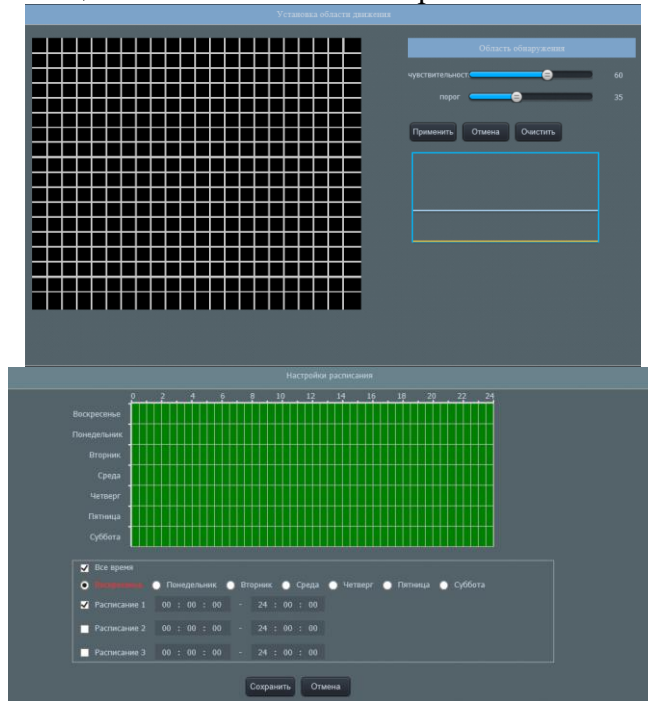 Установка области движения
Область обнаружения
чувствительност 60
порог 35
Применить Отмена Очистить
Настройки расписания
0 2 4 6 8 10 12 14 16 18 20 22 24
Воскресенье
Понедельник
Вторник
Среда
Четверг
Пятница
Суббота
Все время
Воскресенье Понедельник Вторник Среда Четверг Пятница Суббота
Расписание 1 00 : 00 : 00 - 24 : 00 : 00
Расписание 2 00 : 00 : 00 - 24 : 00 : 00
Расписание 3 00 : 00 : 00 - 24 : 00 : 00
Сохранить Отмена